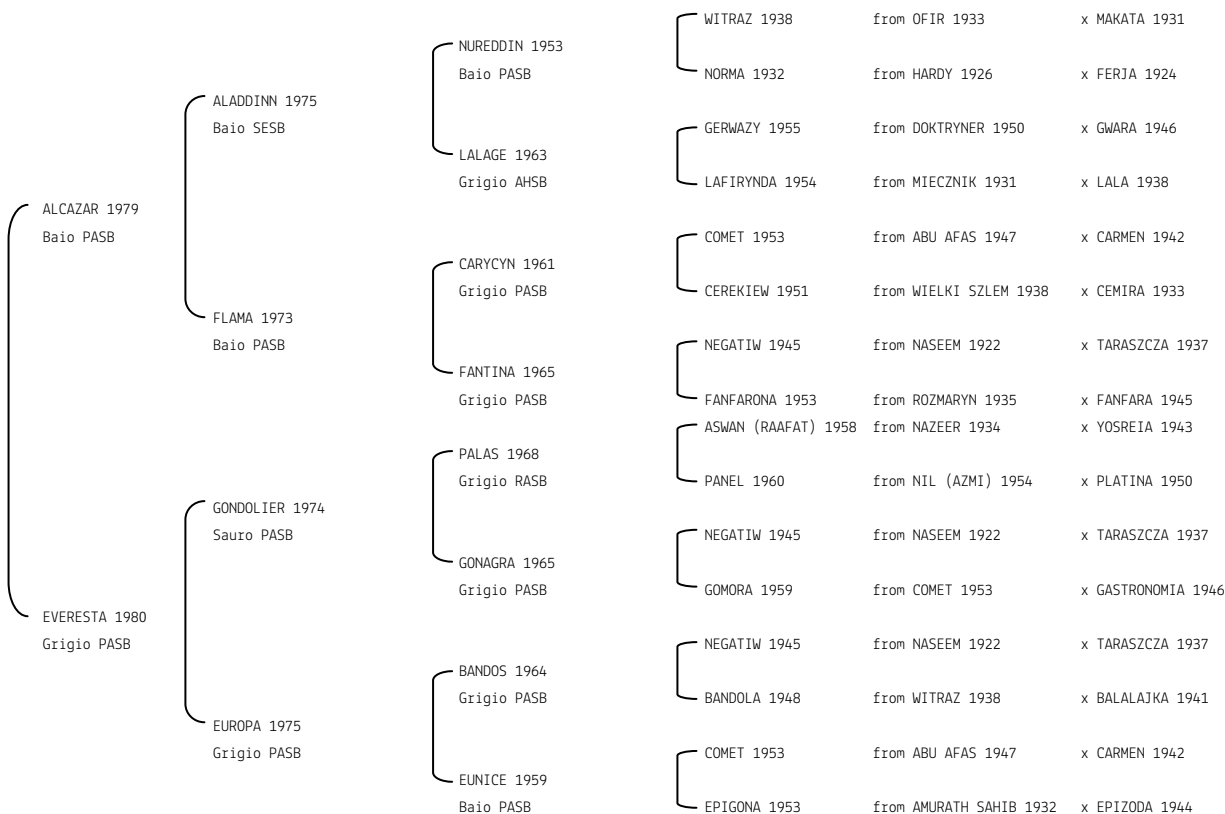 WITRAZ 1938 from OFIR 1933 x MAKATA 1931
NUREDDIN 1953
Baio PASB
NORMA 1932 from HARDY 1926 x FERJA 1924
ALADDINN 1975
Baio SESB
GERWAZY 1955 from DOKTRYNER 1950 x GWARA 1946
LALAGE 1963
Grigio AHSB
LAFIRYNDA 1954 from MIECZNIK 1931 x LALA 1938
ALCAZAR 1979
Baio PASB
COMET 1953 from ABU AFAS 1947 x CARMEN 1942
CARYCYN 1961
Grigio PASB
CEREKIEW 1951 from WIELKI SZLEM 1938 x CEMIRA 1933
FLAMA 1973
Baio PASB
NEGATIW 1945 from NASEEM 1922 x TARASZCZA 1937
FANTINA 1965
Grigio PASB
FANFARONA 1953 from ROZMARYN 1935 x FANFARA 1945
ASWAN (RAAFAT) 1958 from NAZEER 1934 x YOSREIA 1943
PALAS 1968
Grigio RASB
PANEL 1960 from NIL (AZMI) 1954 x PLATINA 1950
GONDOLIER 1974
Sauro PASB
NEGATIW 1945 from NASEEM 1922 x TARASZCZA 1937
GONAGRA 1965
Grigio PASB
GOMORA 1959 from COMET 1953 x GASTRONOMIA 1946
EVERESTA 1980
Grigio PASB
NEGATIW 1945 from NASEEM 1922 x TARASZCZA 1937
BANDOS 1964
Grigio PASB
BANDOLA 1948 from WITRAZ 1938 x BALALAJKA 1941
EUROPA 1975
Grigio PASB
COMET 1953 from ABU AFAS 1947 x CARMEN 1942
EUNICE 1959
Baio PASB
EPIGONA 1953 from AMURATH SAHIB 1932 x EPIZODA 1944